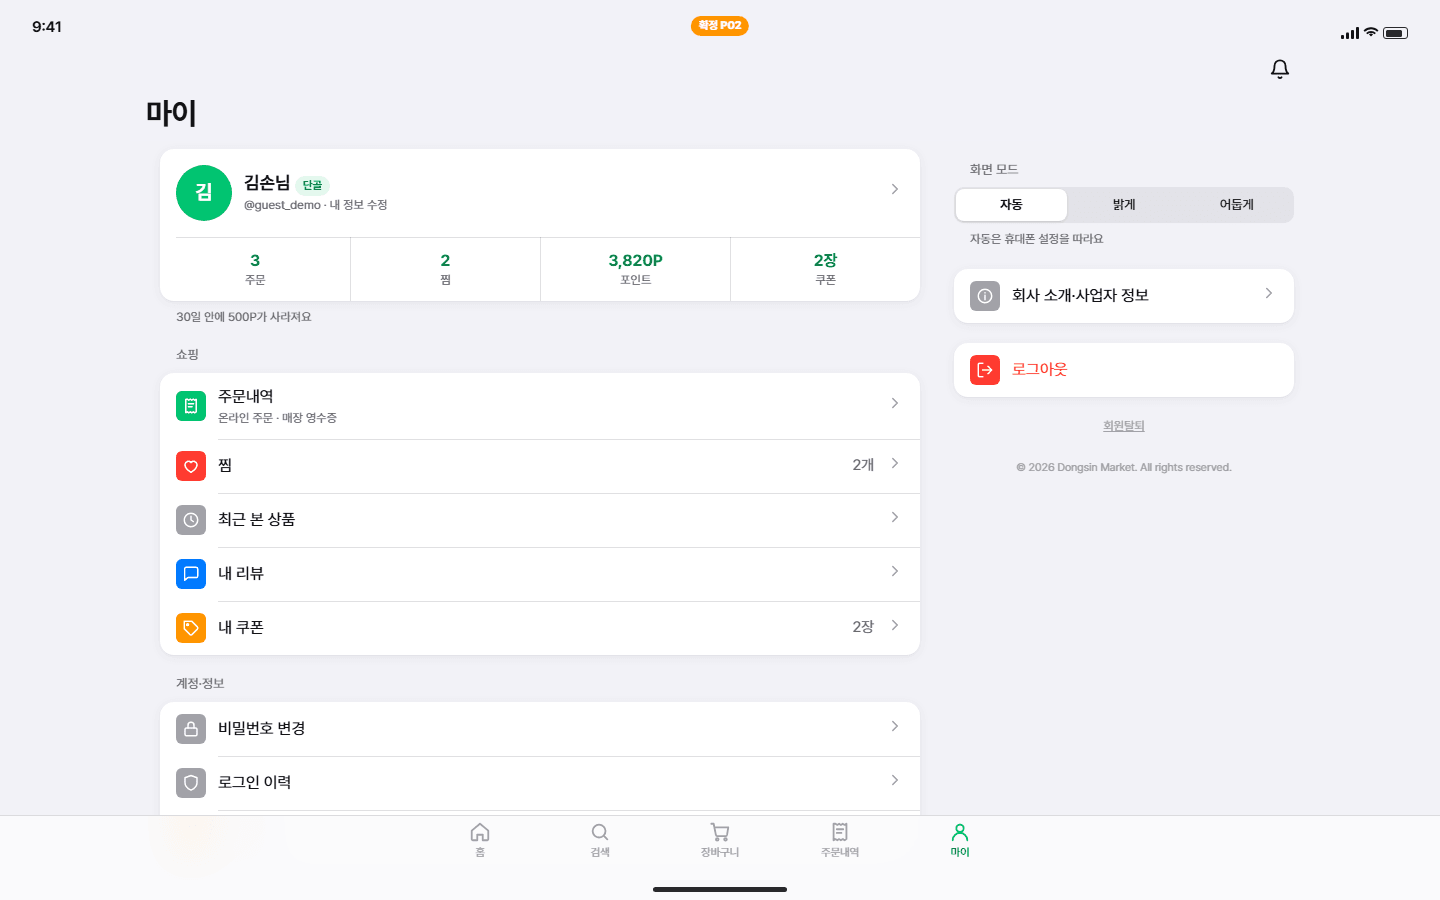 9:41
확정 P02
마이
김
김손님 단골
@guest_demo · 내 정보 수정
3
주문
2
찜
3,820P
포인트
2장
쿠폰
30일 안에 500P가 사라져요
쇼핑
주문내역
온라인 주문 · 매장 영수증
찜
2개
최근 본 상품
내 리뷰
내 쿠폰
2장
계정·정보
비밀번호 변경
로그인 이력
화면 모드
자동
밝게
어둡게
자동은 휴대폰 설정을 따라요
회사 소개·사업자 정보
로그아웃
회원탈퇴
© 2026 Dongsin Market. All rights reserved.
홈
검색
장바구니
주문내역
마이